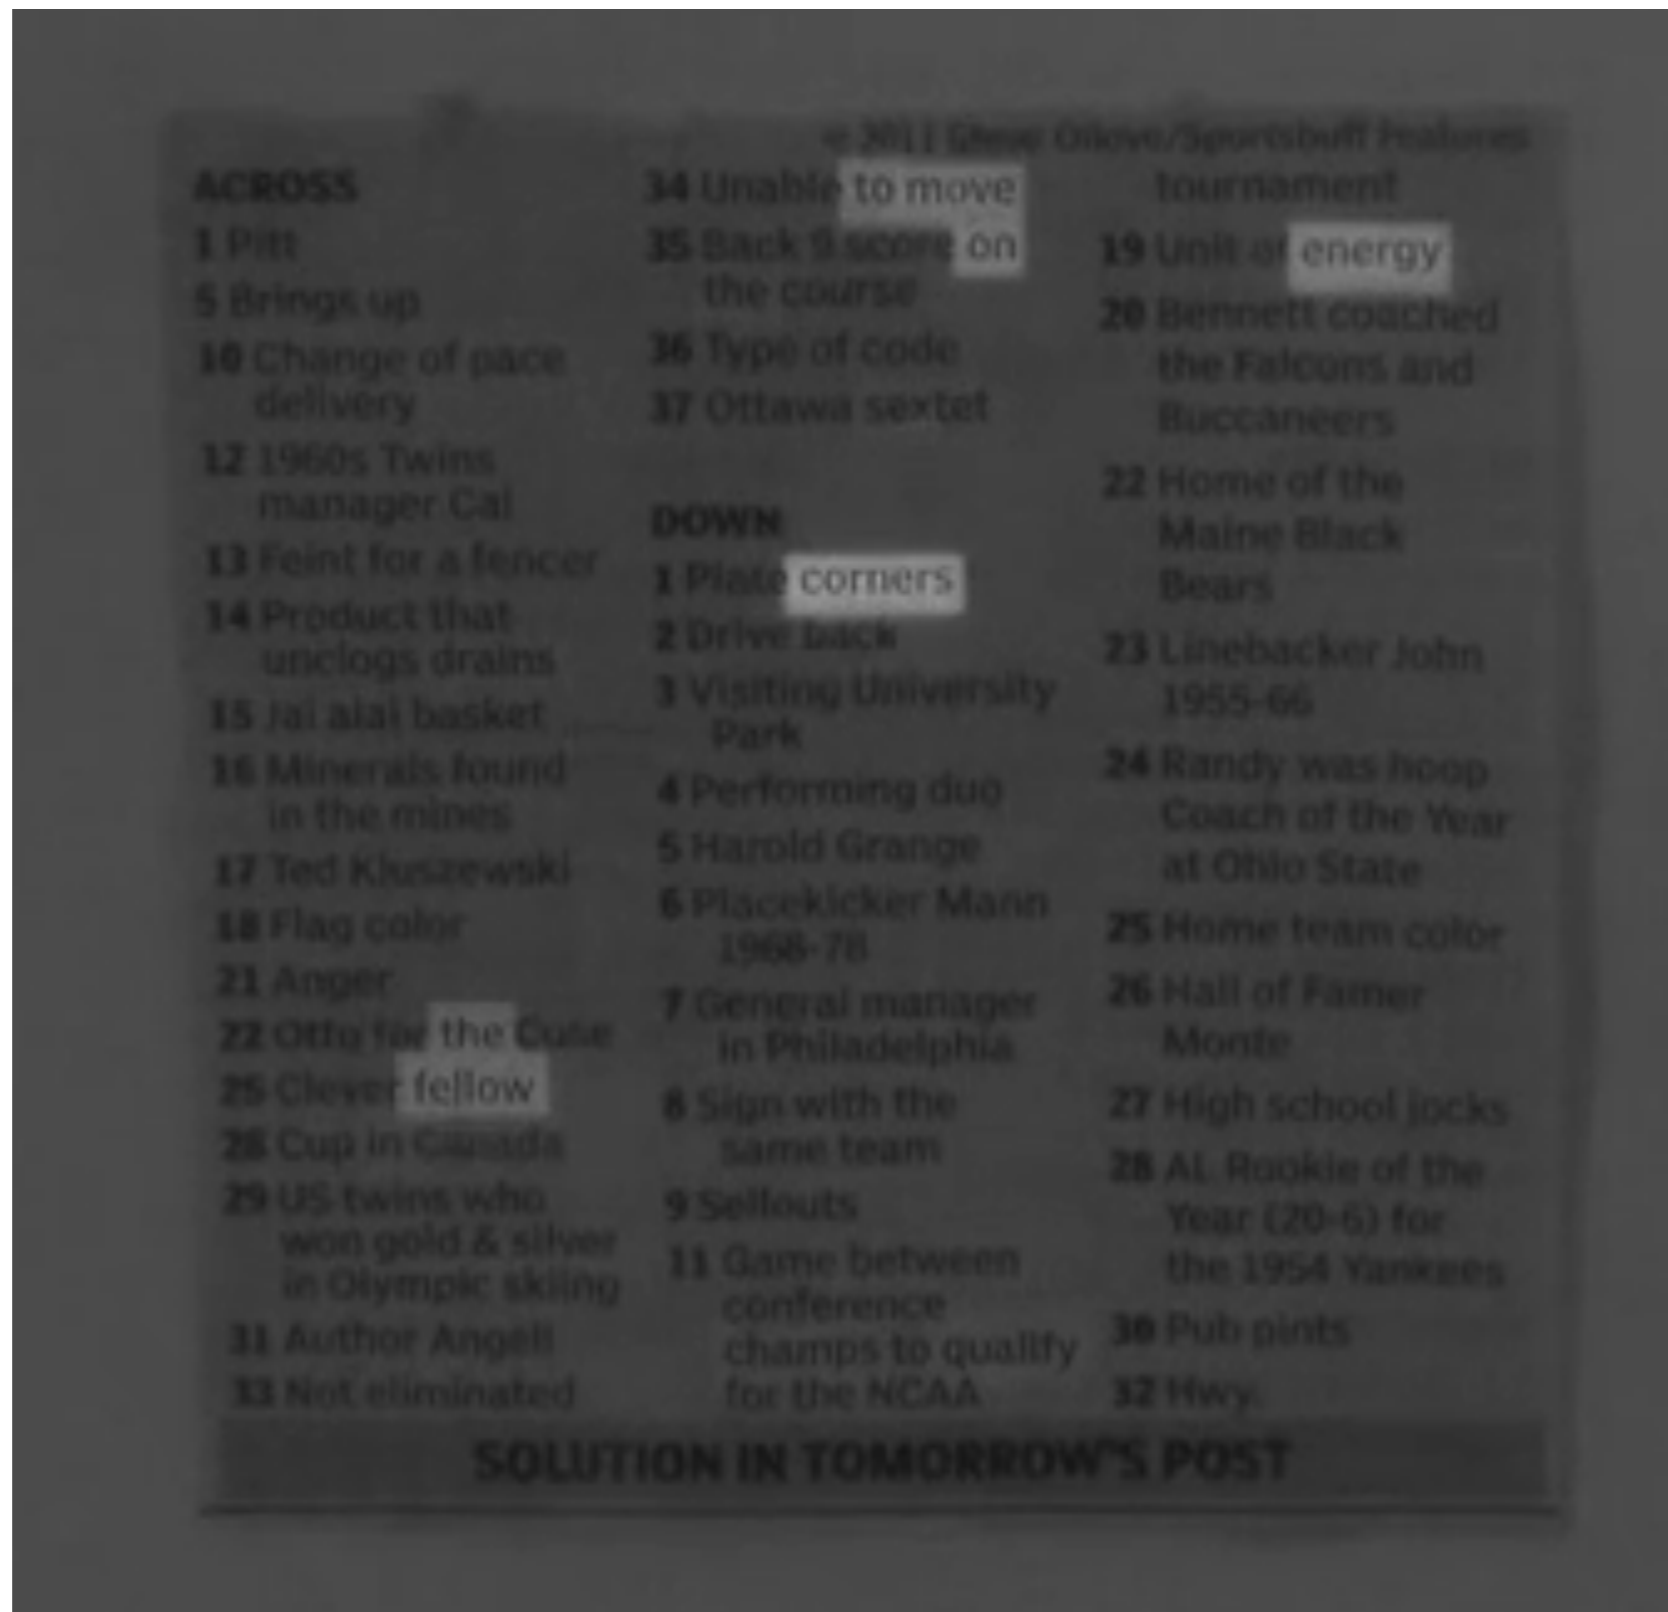 © 2011 Steve Ollove/Sportsbuff Features
ACROSS
1 Pitt
5 Brings up
10 Change of pace
delivery
12 1960s Twins
manager Cal
13 Feint for a fencer
14 Product that
unclogs drains
15 Jai alai basket
16 Minerals found
in the mines
17 Ted Kluszewski
18 Flag color
21 Anger
22 Otto for the Cuse
25 Clever fellow
26 Cup in Canada
29 US twins who
won gold & silver
in Olympic skiing
31 Author Angell
33 Not eliminated
34 Unable to move
35 Back 9 score on
the course
36 Type of code
37 Ottawa sextet
DOWN
1 Plate corners
2 Drive back
3 Visiting University
Park
4 Performing duo
5 Harold Grange
6 Placekicker Mann
1968-78
7 General manager
in Philadelphia
8 Sign with the
same team
9 Sellouts
11 Game between
conference
champs to qualify
for the NCAA
tournament
19 Unit of energy
20 Bennett coached
the Falcons and
Buccaneers
22 Home of the
Maine Black
Bears
23 Linebacker John
1955-66
24 Randy was hoop
Coach of the Year
at Ohio State
25 Home team color
26 Hall of Famer
Monte
27 High school jocks
28 AL Rookie of the
Year (20-6) for
the 1954 Yankees
30 Pub pints
32 Hwy.
SOLUTION IN TOMORROW'S POST